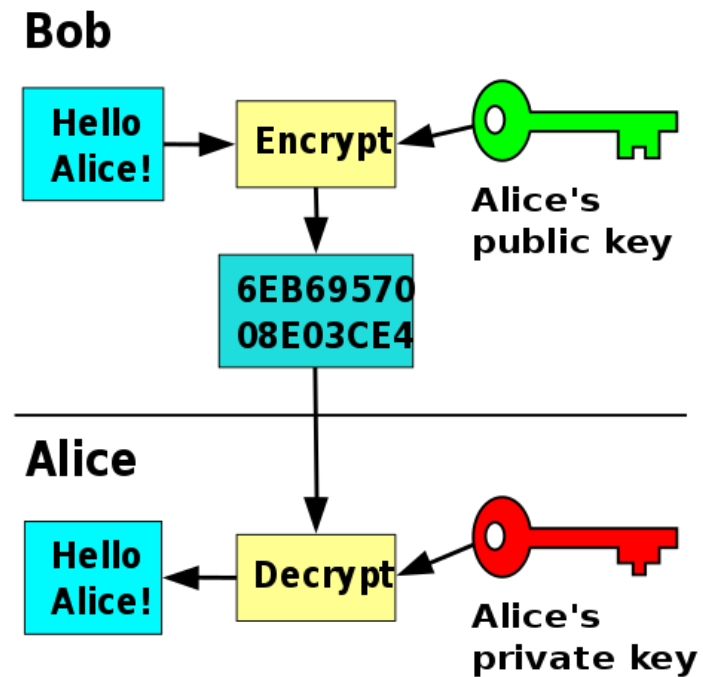 Bob
Hello
Alice!
Encrypt
Alice's
public key
6EB69570
08E03CE4
Alice
Hello
Alice!
Decrypt
Alice's
private key